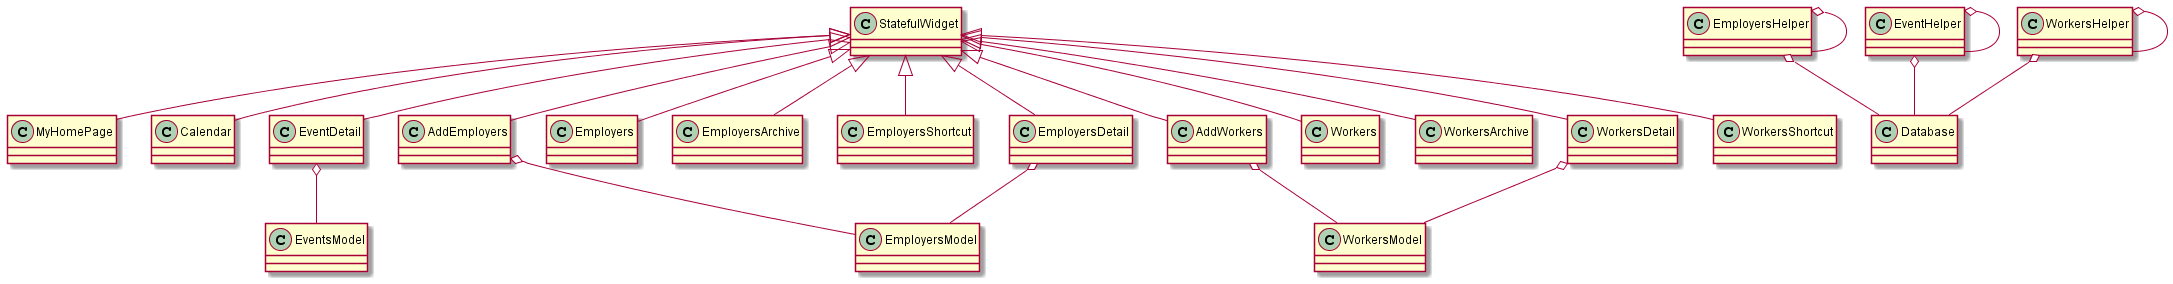 C StatefulWidget
C EmployersHelper
C EventHelper
C WorkersHelper
C MyHomePage
C Calendar
C EventDetail
C AddEmployers
C Employers
C EmployersArchive
C EmployersShortcut
C EmployersDetail
C AddWorkers
C Workers
C WorkersArchive
C WorkersDetail
C WorkersShortcut
C Database
C EventsModel
C EmployersModel
C WorkersModel